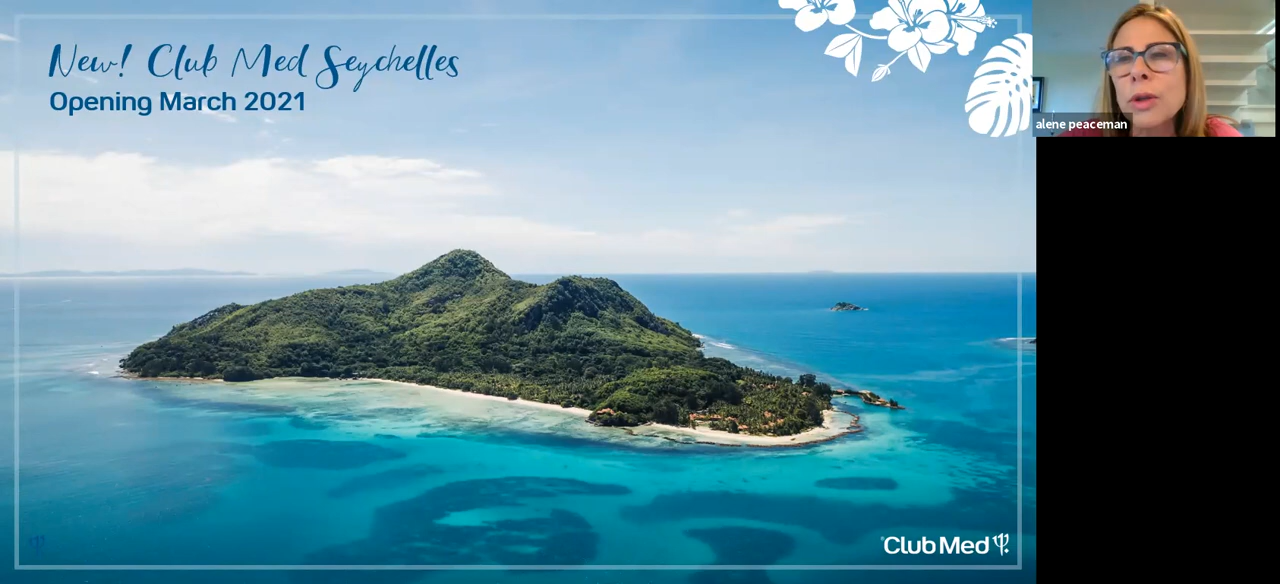 New! Club Med Seychelles
Opening March 2021
alene peaceman
Club Med